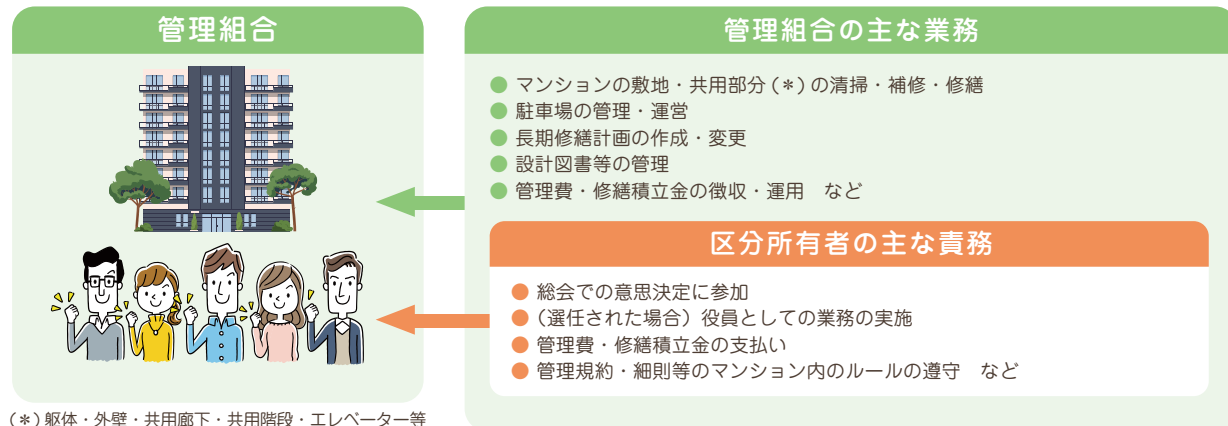 管理組合
管理組合の主な業務
● マンションの敷地・共用部分(*)の清掃・補修・修繕
● 駐車場の管理・運営
● 長期修繕計画の作成・変更
● 設計図書等の管理
● 管理費・修繕積立金の徴収・運用　など
区分所有者の主な責務
● 総会での意思決定に参加
● (選任された場合)役員としての業務の実施
● 管理費・修繕積立金の支払い
● 管理規約・細則等のマンション内のルールの遵守　など
(*)躯体・外壁・共用廊下・共用階段・エレベーター等